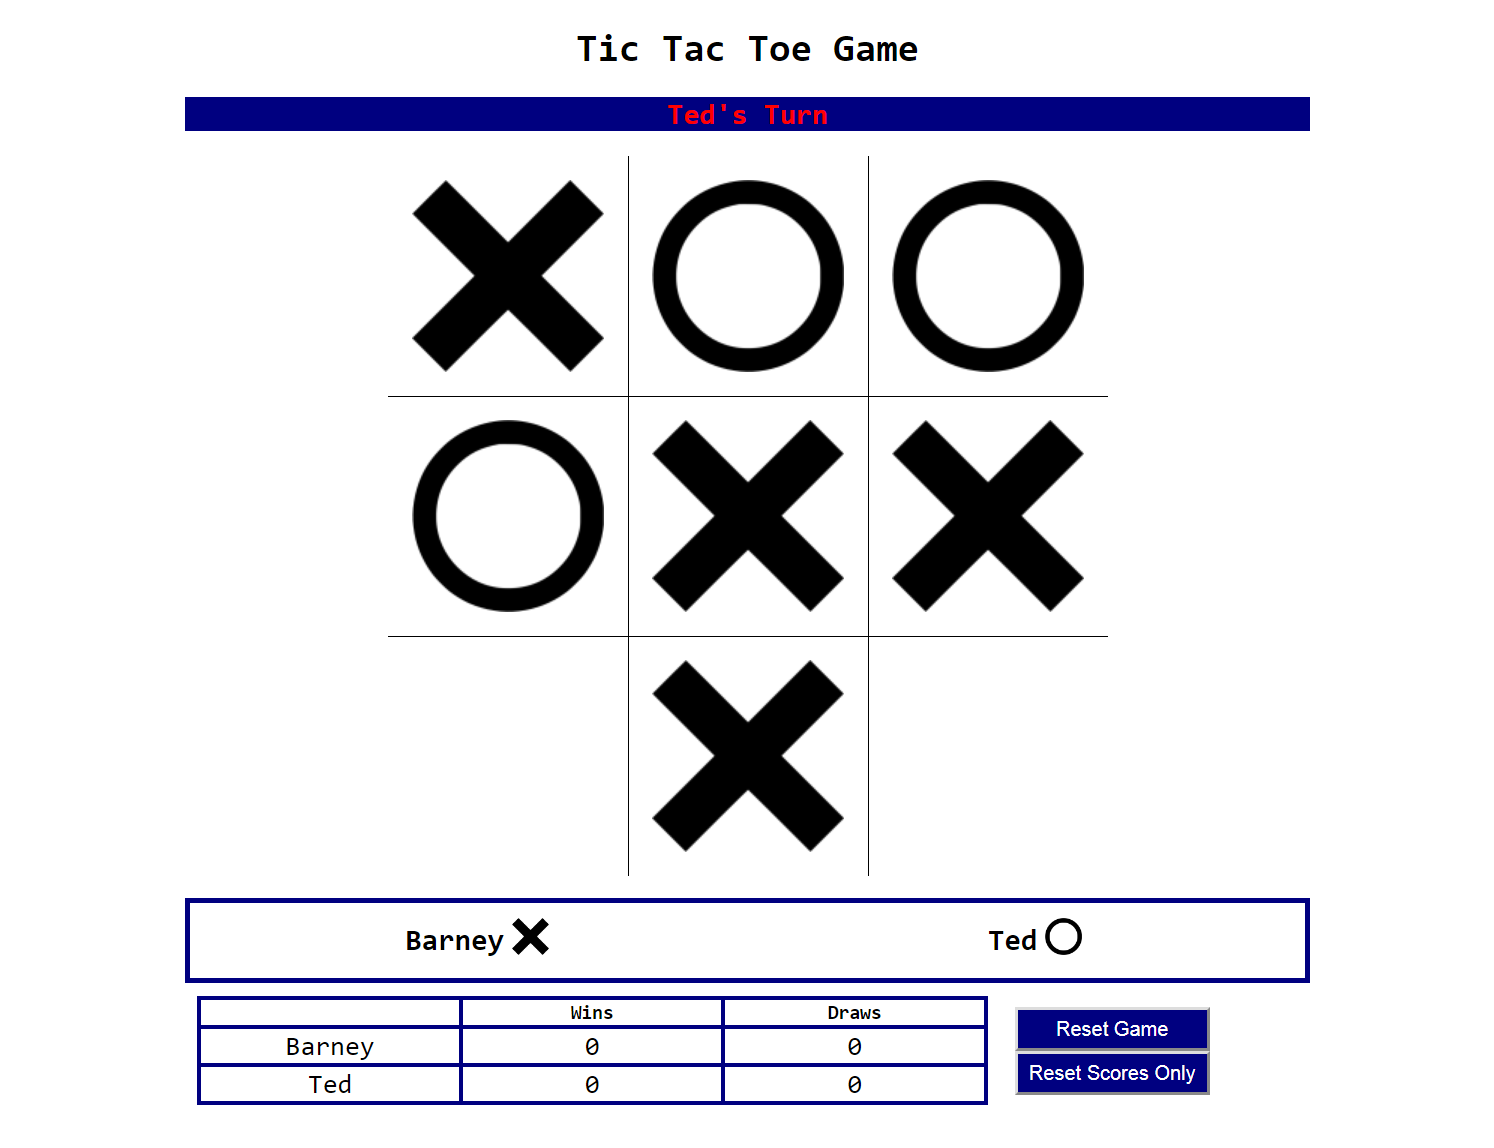 Tic Tac Toe Game
Ted's Turn
Barney
Ted
Wins Draws
Barney 0 0
Ted 0 0
Reset Game
Reset Scores Only